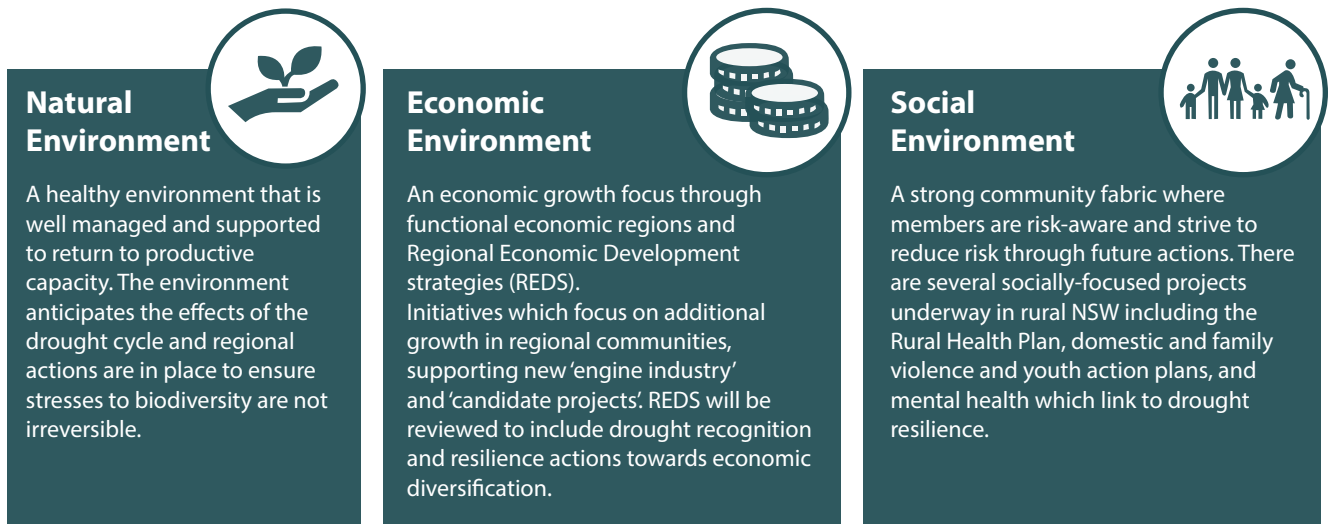 Natural
Environment
A healthy environment that is
well managed and supported
to return to productive
capacity. The environment
anticipates the effects of the
drought cycle and regional
actions are in place to ensure
stresses to biodiversity are not
irreversible.
Economic
Environment
An economic growth focus through
functional economic regions and
Regional Economic Development
strategies (REDS).
Initiatives which focus on additional
growth in regional communities,
supporting new ‘engine industry’
and ‘candidate projects’. REDS will be
reviewed to include drought recognition
and resilience actions towards economic
diversification.
Social
Environment
A strong community fabric where
members are risk-aware and strive to
reduce risk through future actions. There
are several socially-focused projects
underway in rural NSW including the
Rural Health Plan, domestic and family
violence and youth action plans, and
mental health which link to drought
resilience.